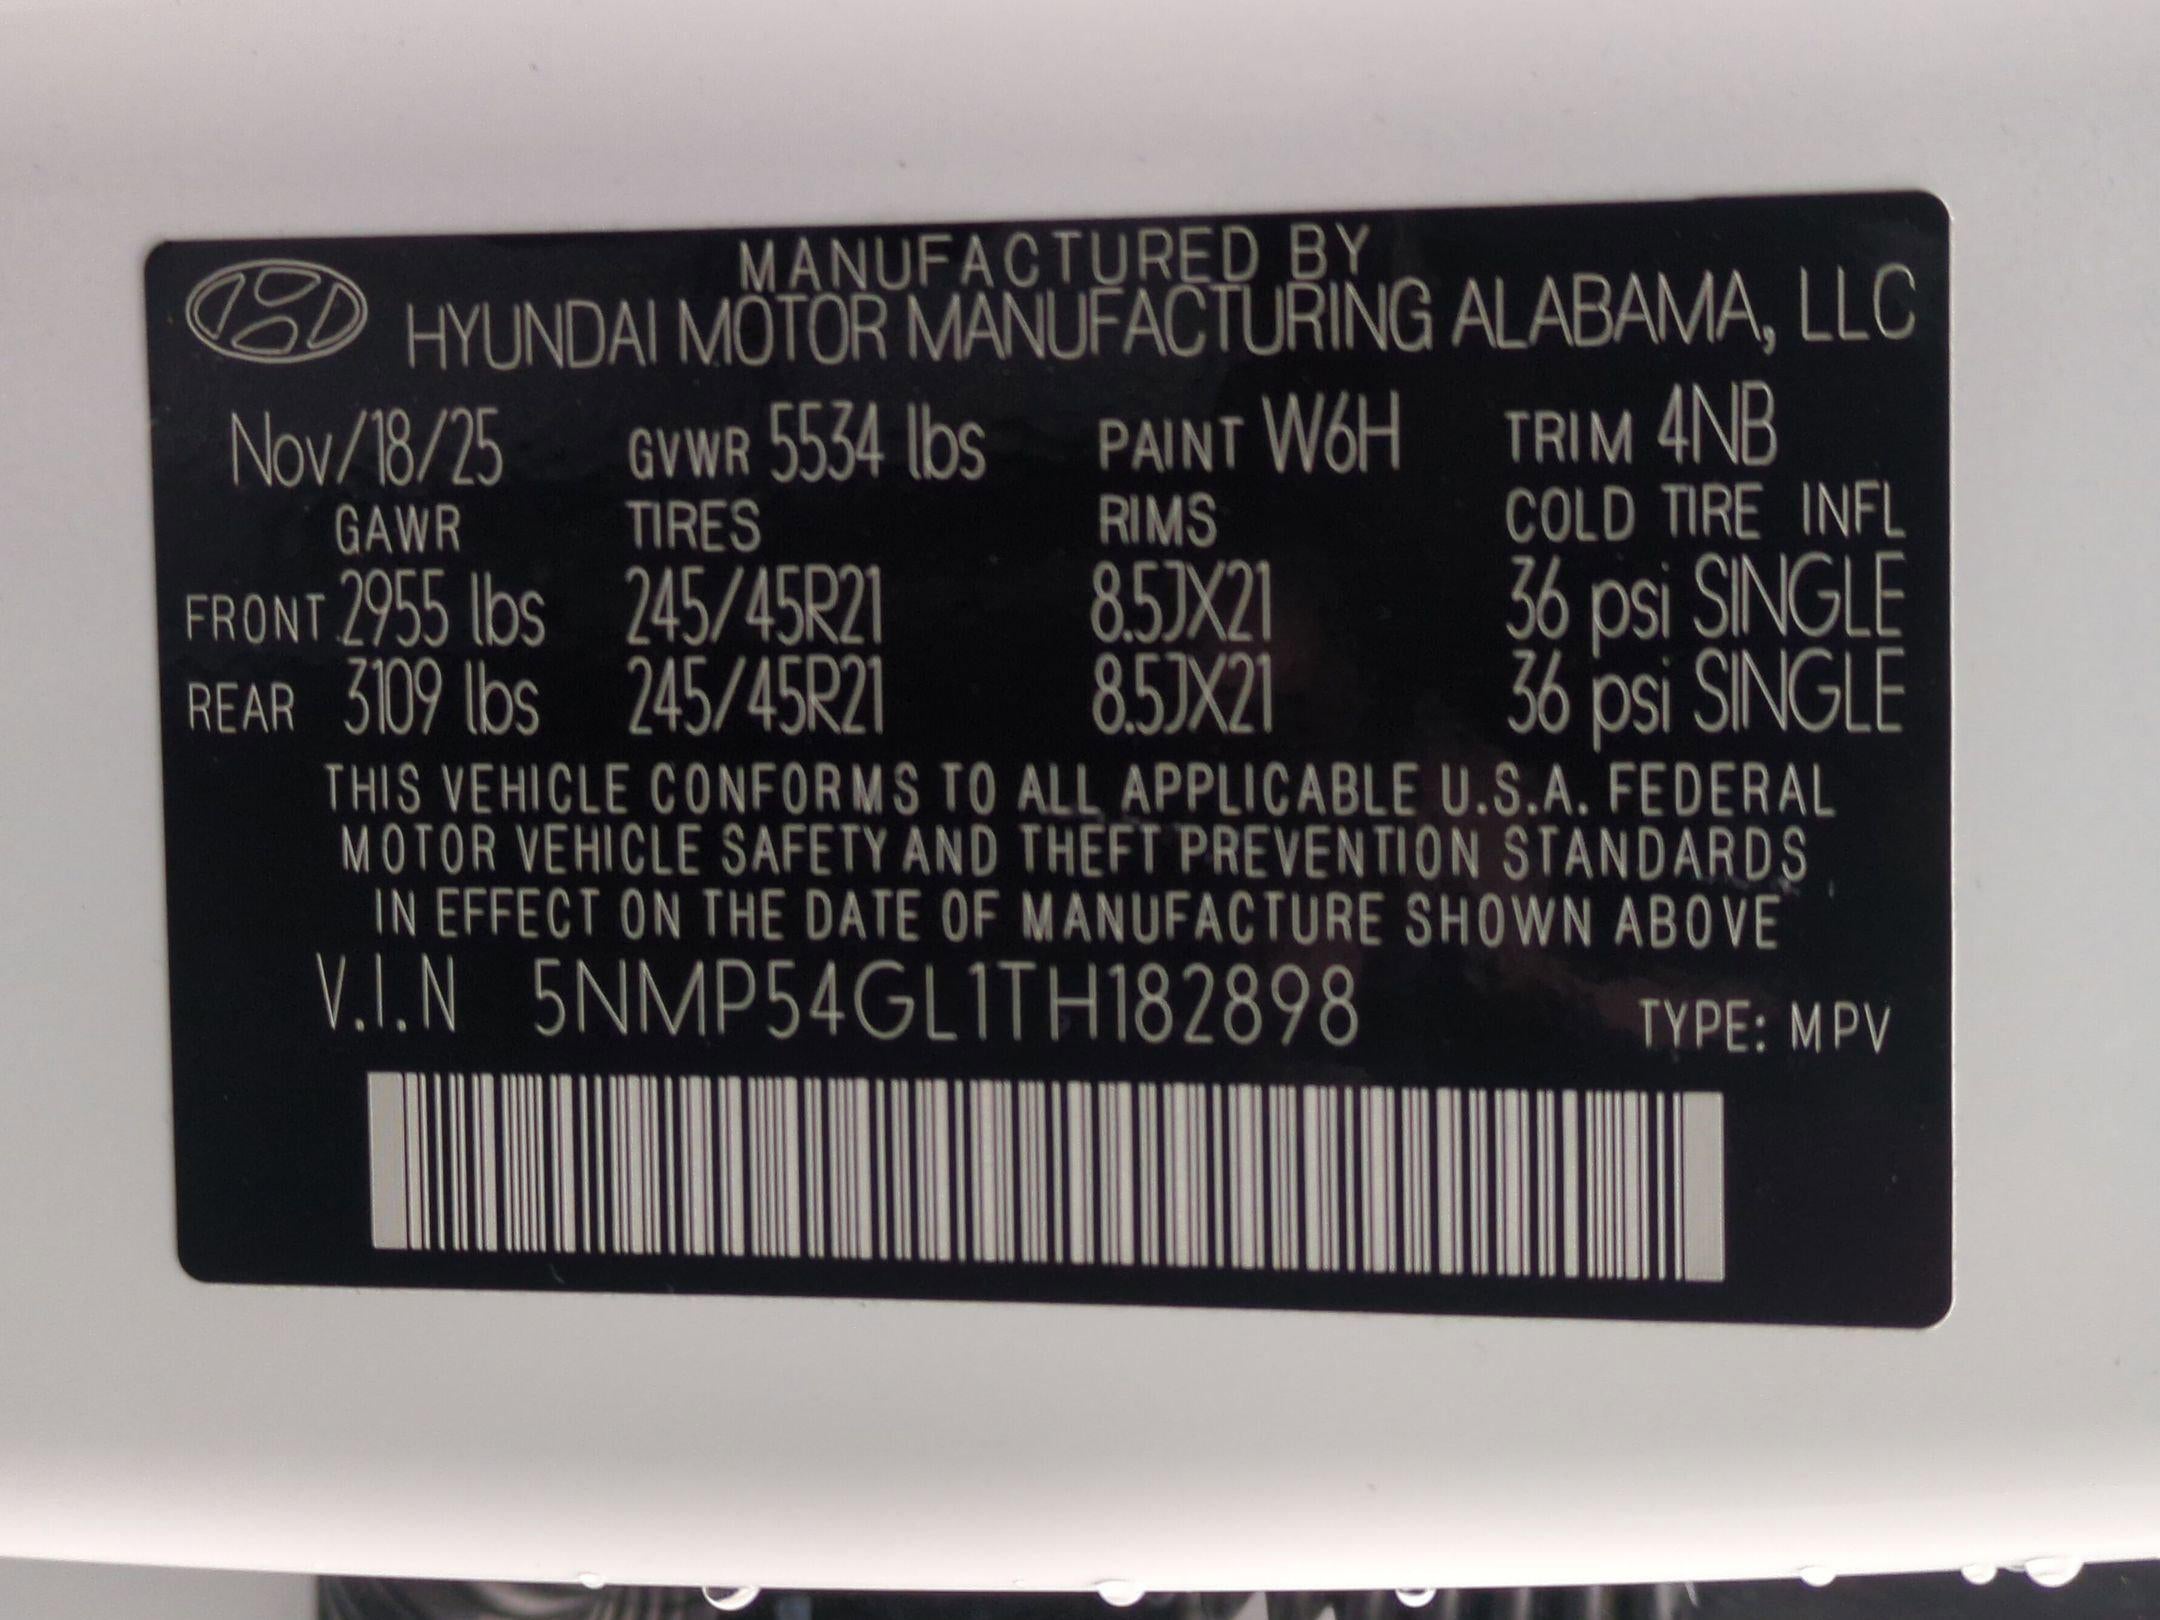 MANUFACTURED BY
HYUNDAI MOTOR MANUFACTURING ALABAMA, LLC
Nov/18/25 GVWR 5534 lbs PAINT W6H TRIM 4NB
GAWR TIRES RIMS COLD TIRE INFL
FRONT 2955 lbs 245/45R21 8.5JX21 36 psi SINGLE
REAR 3109 lbs 245/45R21 8.5JX21 36 psi SINGLE
THIS VEHICLE CONFORMS TO ALL APPLICABLE U.S.A. FEDERAL
MOTOR VEHICLE SAFETY AND THEFT PREVENTION STANDARDS
IN EFFECT ON THE DATE OF MANUFACTURE SHOWN ABOVE
V.I.N 5NMP54GL1TH182898 TYPE: MPV